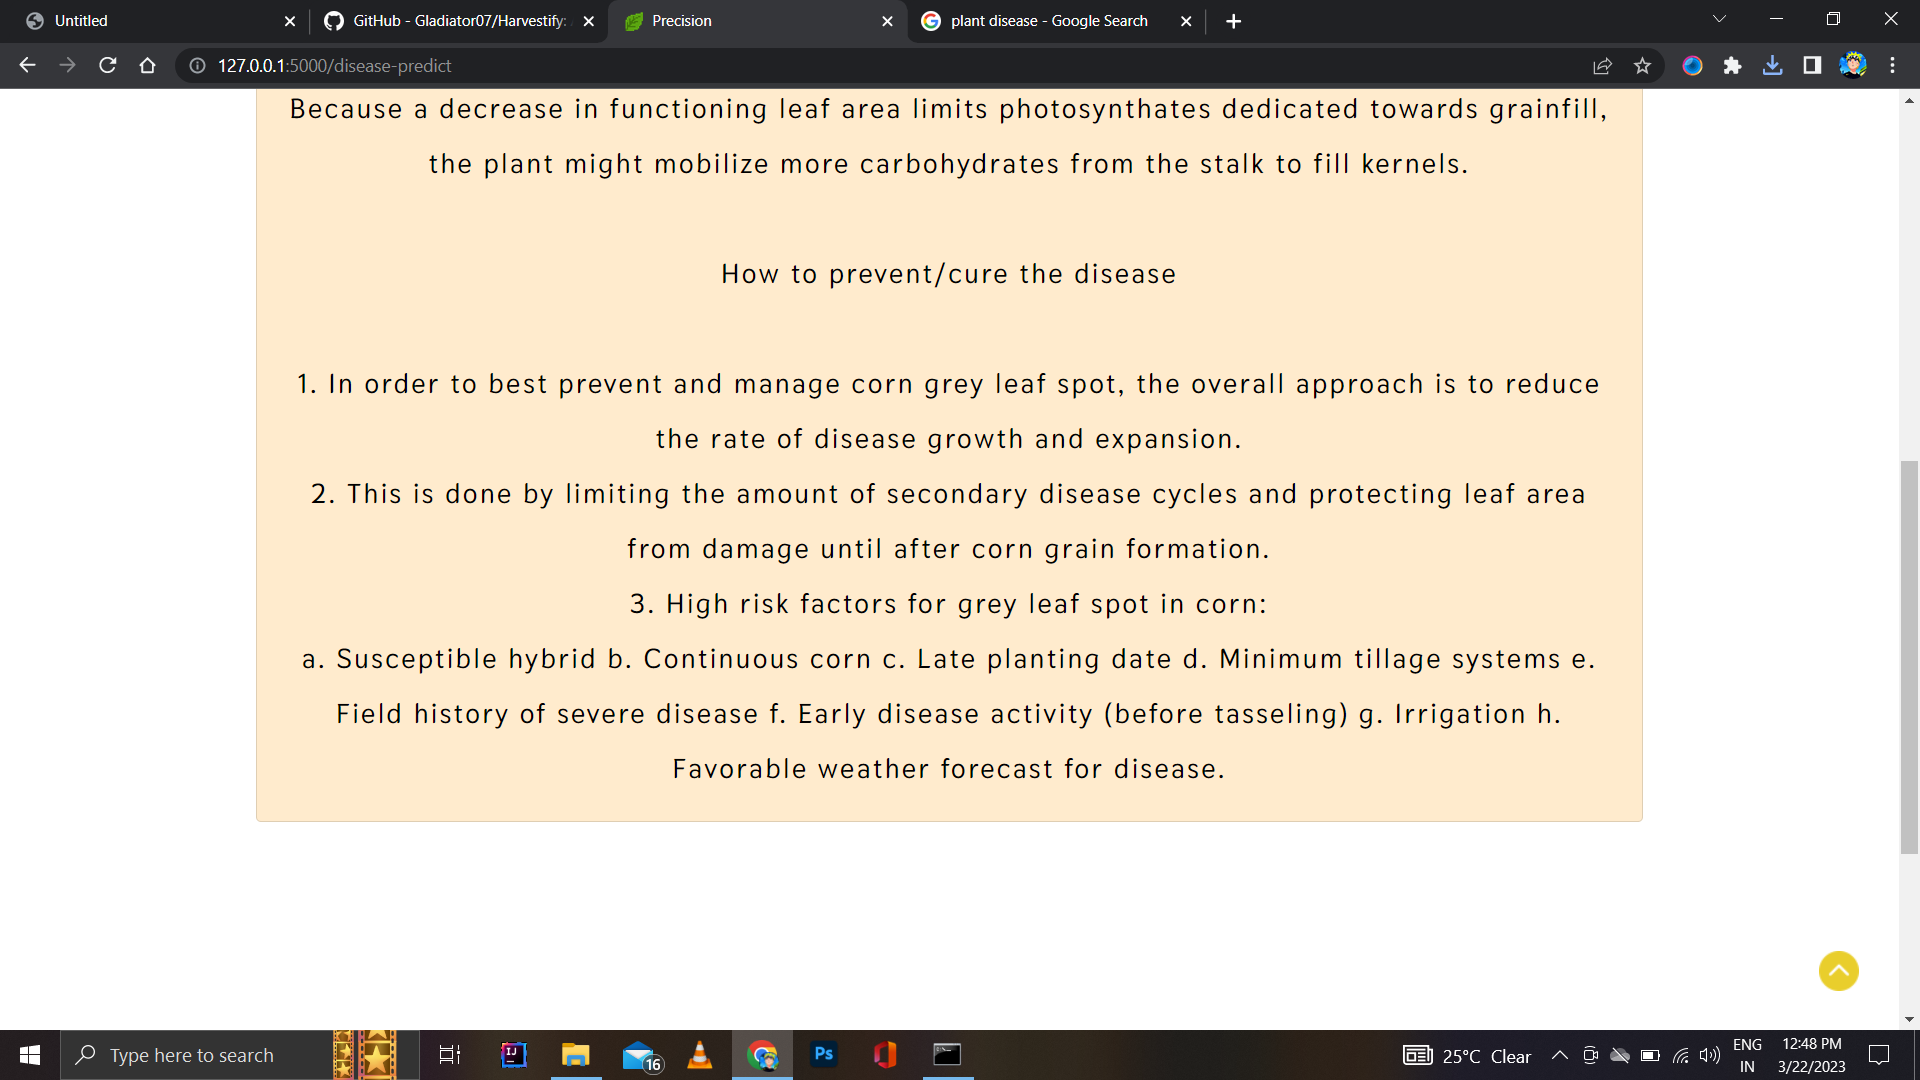 Untitled
GitHub - Gladiator07/Harvestify:
Precision
plant disease - Google Search
127.0.0.1:5000/disease-predict
Because a decrease in functioning leaf area limits photosynthates dedicated towards grainfill,
the plant might mobilize more carbohydrates from the stalk to fill kernels.
How to prevent/cure the disease
1. In order to best prevent and manage corn grey leaf spot, the overall approach is to reduce
the rate of disease growth and expansion.
2. This is done by limiting the amount of secondary disease cycles and protecting leaf area
from damage until after corn grain formation.
3. High risk factors for grey leaf spot in corn:
a. Susceptible hybrid b. Continuous corn c. Late planting date d. Minimum tillage systems e.
Field history of severe disease f. Early disease activity (before tasseling) g. Irrigation h.
Favorable weather forecast for disease.
Type here to search
IJ
16
Ps
25°C Clear
ENG
IN
12:48 PM
3/22/2023